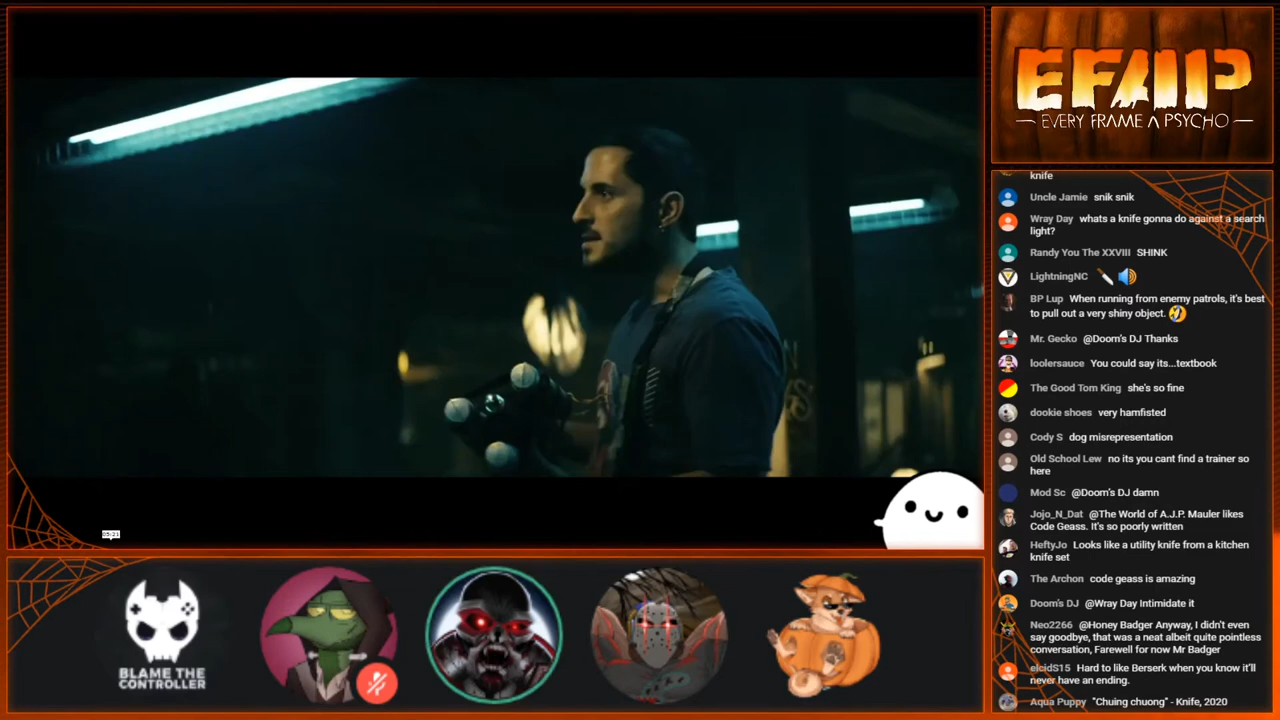 EFAP
EVERY FRAME A PSYCHO
knife
Uncle Jamie snik snik
Wray Day whats a knife gonna do against a search
light?
Randy You The XXVIII SHINK
LightningNC
BP Lup When running from enemy patrols, it's best
to pull out a very shiny object.
Mr. Gecko @Doom's DJ Thanks
loolersauce You could say its...textbook
The Good Tom King she's so fine
dookie shoes very hamfisted
Cody S dog misrepresentation
Old School Lew no its you cant find a trainer so
here
Mod Sc @Doom's DJ damn
Jojo_N_Dat @The World of A.J.P. Mauler likes
Code Geass. It's so poorly written
HeftyJo Looks like a utility knife from a kitchen
knife set
The Archon code geass is amazing
Doom's DJ @Wray Day Intimidate it
Neo2266 @Honey Badger Anyway, I didn't even
say goodbye, that was a neat albeit quite pointless
conversation, Farewell for now Mr Badger
elcidS15 Hard to like Berserk when you know it'll
never have an ending.
Aqua Puppy "Chuing chuong" - Knife, 2020
05:21
BLAME THE
CONTROLLER